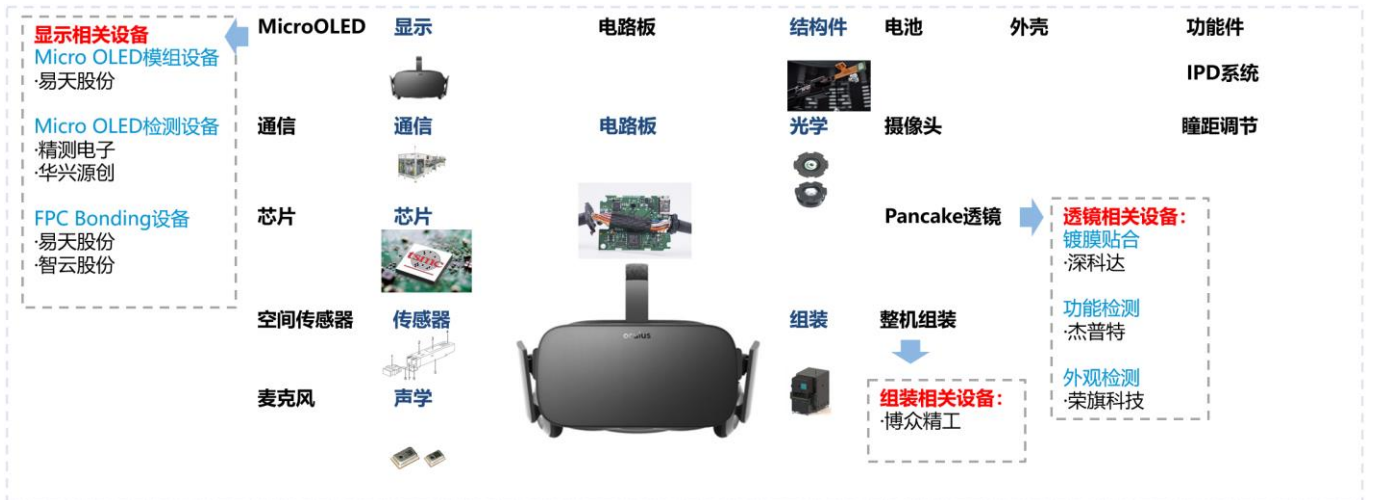 显示相关设备
Micro OLED模组设备
·易天股份
Micro OLED检测设备
·精测电子
·华兴源创
FPC Bonding设备
·易天股份
·智云股份
MicroOLED
显示
电路板
结构件
电池
外壳
功能件
IPD系统
通信
通信
电路板
光学
摄像头
瞳距调节
芯片
芯片
tsmc
Pancake透镜
透镜相关设备：
镀膜贴合
·深科达
功能检测
·杰普特
外观检测
·荣旗科技
空间传感器
传感器
oculus
组装
整机组装
麦克风
声学
组装相关设备：
·博众精工